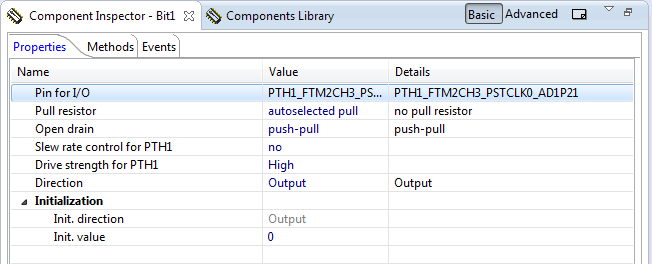 Component Inspector - Bit1 Components Library Basic Advanced
Properties Methods Events
Name Value Details
Pin for I/O PTH1_FTM2CH3_PS... PTH1_FTM2CH3_PSTCLK0_AD1P21
Pull resistor autoselected pull no pull resistor
Open drain push-pull push-pull
Slew rate control for PTH1 no
Drive strength for PTH1 High
Direction Output Output
Initialization
Init. direction Output
Init. value 0